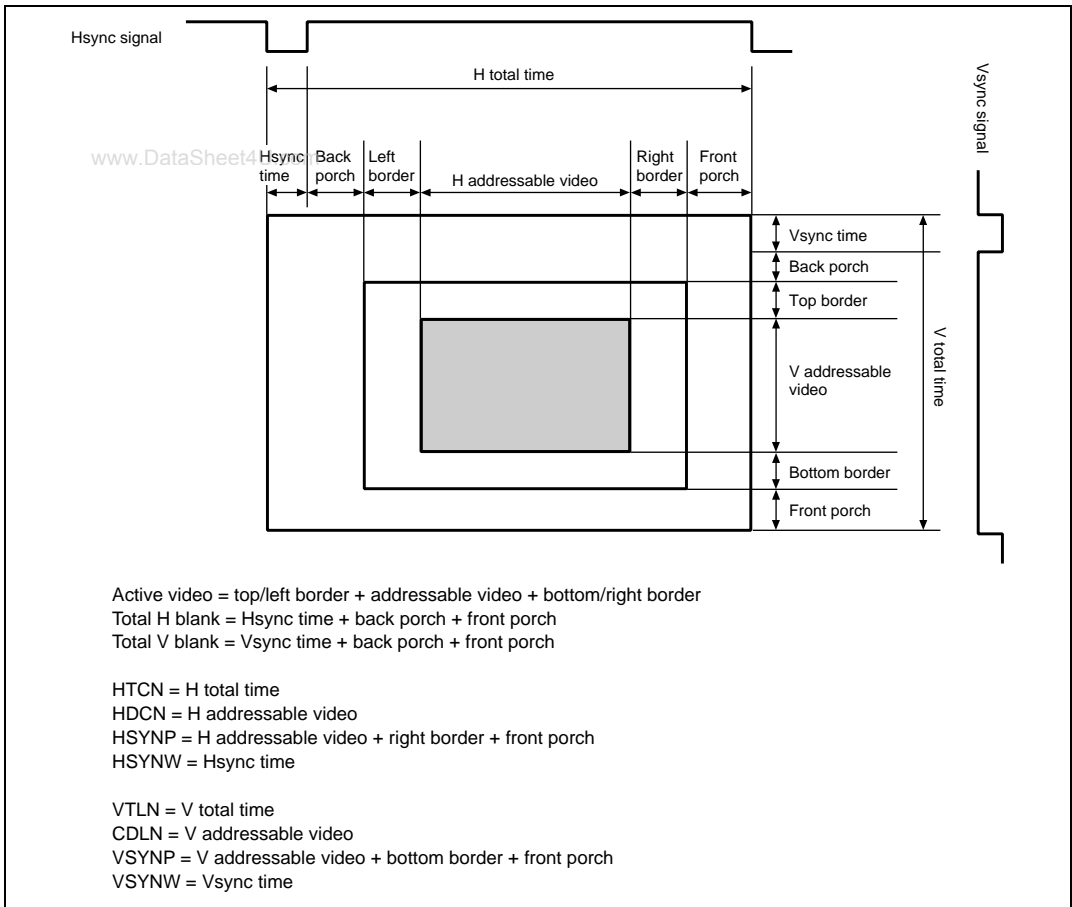 Hsync signal
H total time
Vsync signal
www.DataSheet4U.com
Hsync time
Back porch
Left border
H addressable video
Right border
Front porch
Vsync time
Back porch
Top border
V addressable video
V total time
Bottom border
Front porch
Active video = top/left border + addressable video + bottom/right border
Total H blank = Hsync time + back porch + front porch
Total V blank = Vsync time + back porch + front porch
HTCN = H total time
HDCN = H addressable video
HSYNP = H addressable video + right border + front porch
HSYNW = Hsync time
VTLN = V total time
CDLN = V addressable video
VSYNP = V addressable video + bottom border + front porch
VSYNW = Vsync time